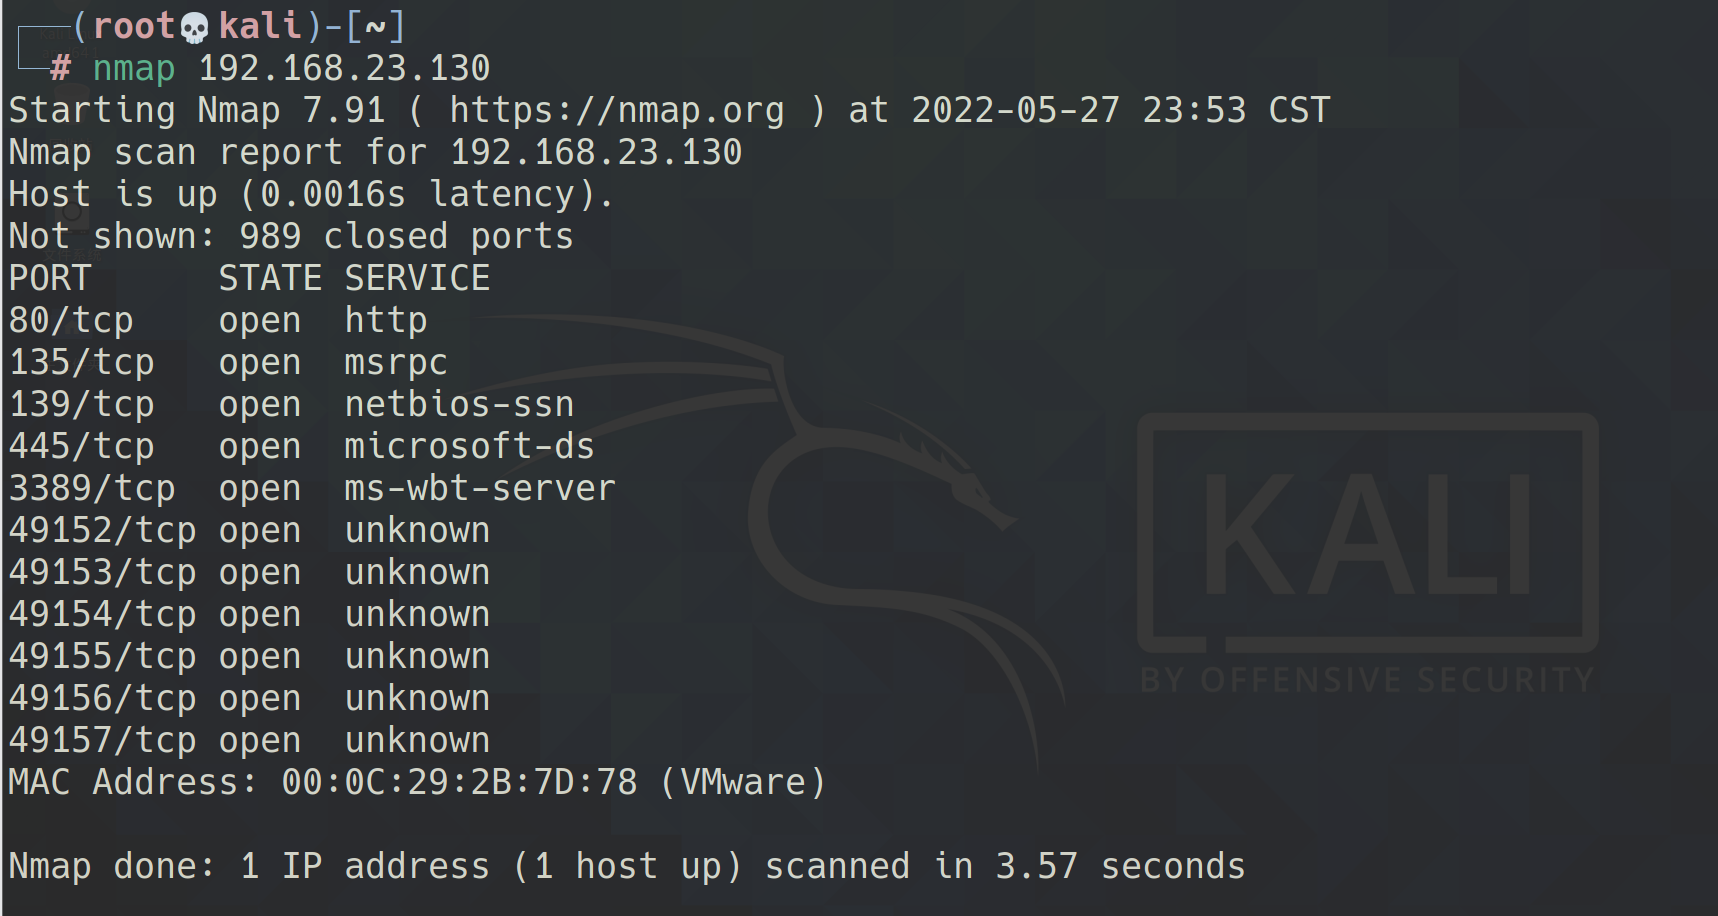 ┌──(root💀kali)-[~]
└─# nmap 192.168.23.130
Starting Nmap 7.91 ( https://nmap.org ) at 2022-05-27 23:53 CST
Nmap scan report for 192.168.23.130
Host is up (0.0016s latency).
Not shown: 989 closed ports
PORT      STATE SERVICE
80/tcp    open  http
135/tcp   open  msrpc
139/tcp   open  netbios-ssn
445/tcp   open  microsoft-ds
3389/tcp  open  ms-wbt-server
49152/tcp open  unknown
49153/tcp open  unknown
49154/tcp open  unknown
49155/tcp open  unknown
49156/tcp open  unknown
49157/tcp open  unknown
MAC Address: 00:0C:29:2B:7D:78 (VMware)
Nmap done: 1 IP address (1 host up) scanned in 3.57 seconds
KALI
BY OFFENSIVE SECURITY